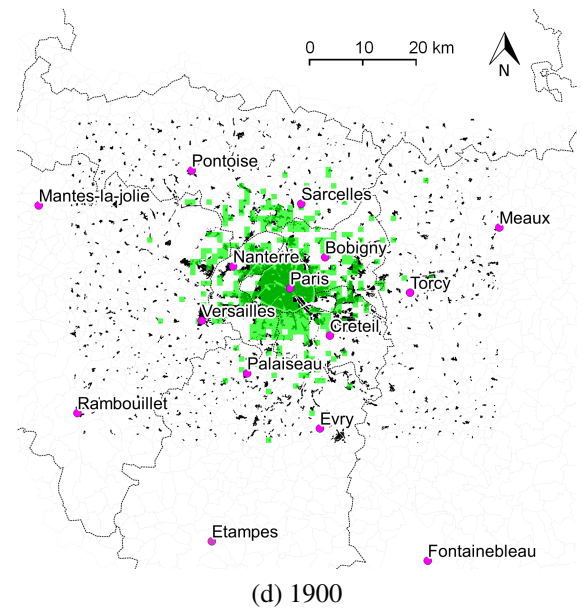 0 10 20 km
N
Pontoise
Mantes-la-jolie
Sarcelles
Meaux
Bobigny
Nanterre
Paris
Torcy
Versailles
Creteil
Palaiseau
Rambouillet
Evry
Etampes
Fontainebleau
(d) 1900